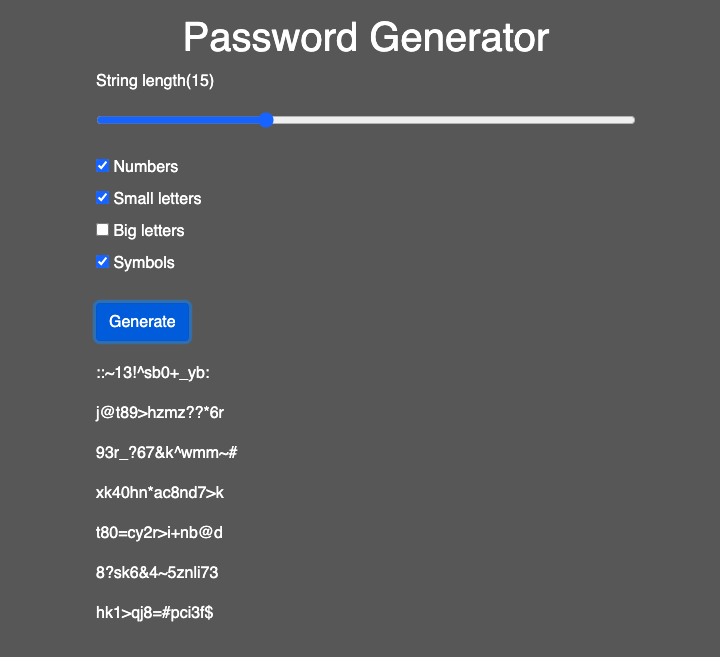 Password Generator
String length(15)
Numbers
Small letters
Big letters
Symbols
Generate
::~13!^sb0+_yb:
j@t89>hzmz??*6r
93r_?67&k^wmm~#
xk40hn*ac8nd7>k
t80=cy2r>i+nb@d
8?sk6&4~5znli73
hk1>qj8=#pci3f$